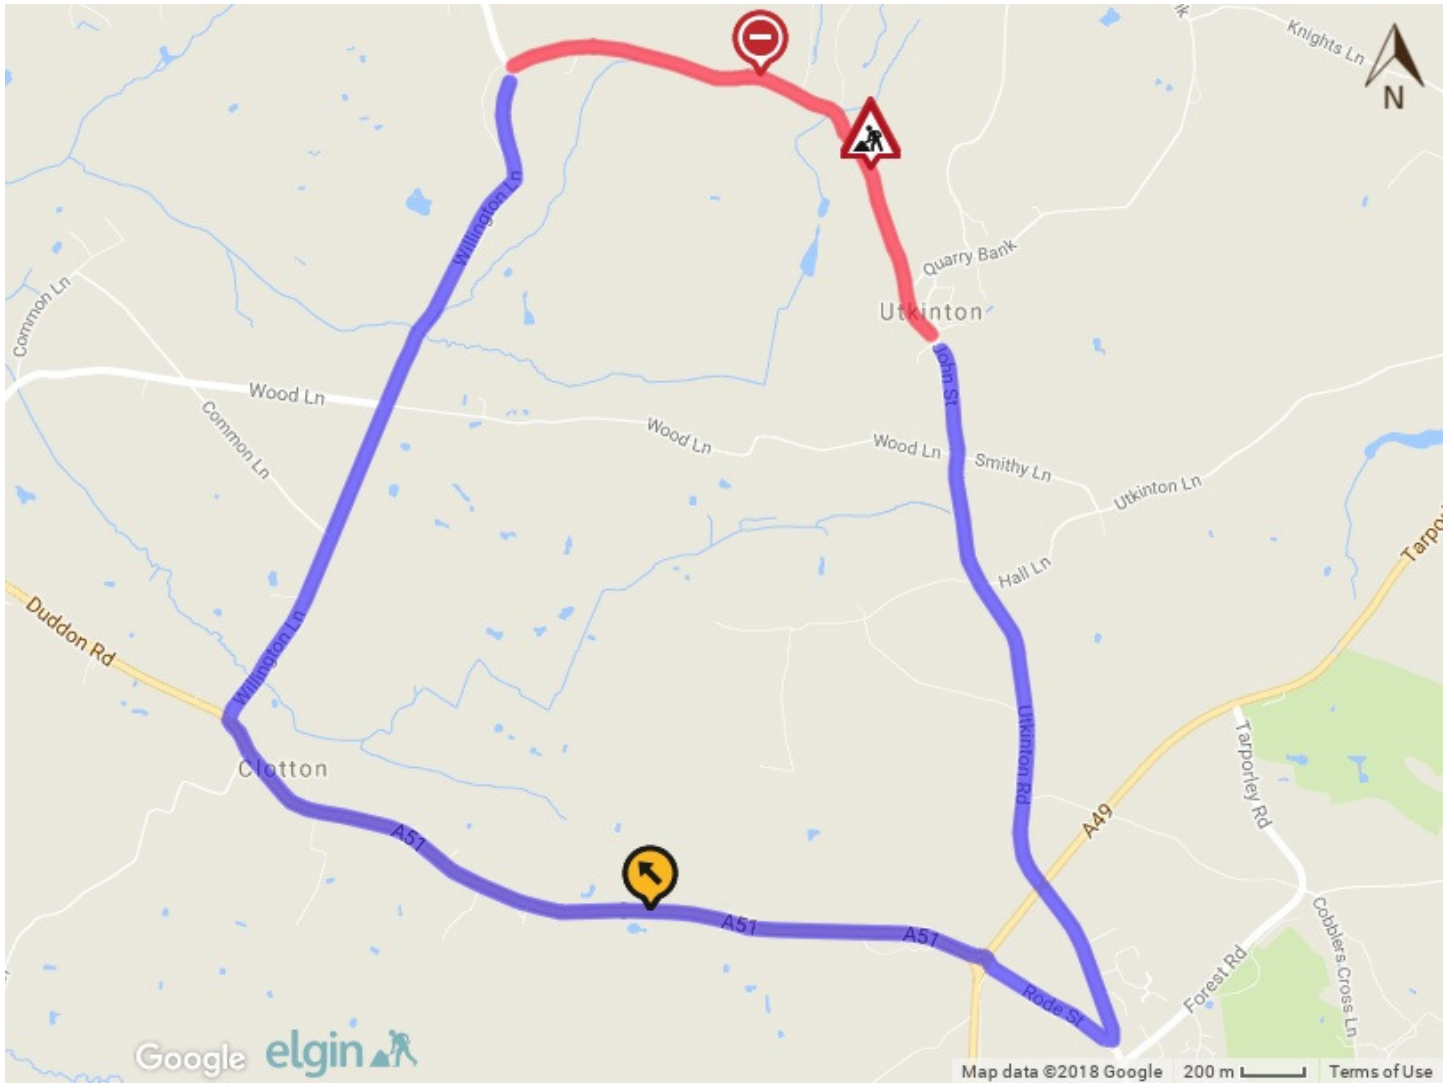 Knights Ln
N
Willington Ln
Quarry Bank
Utkinton
Common Ln
John St
Wood Ln
Common Ln
Wood Ln
Wood Ln
Smithy Ln
Utkinton Ln
Tarpo
Hall Ln
Duddon Rd
Willington Ln
Utkinton Rd
Clotton
Tarporley Rd
A49
A51
A51
A51
Cobblers Cross Ln
Forest Rd
Rode St
Google elgin
Map data ©2018 Google 200 m Terms of Use